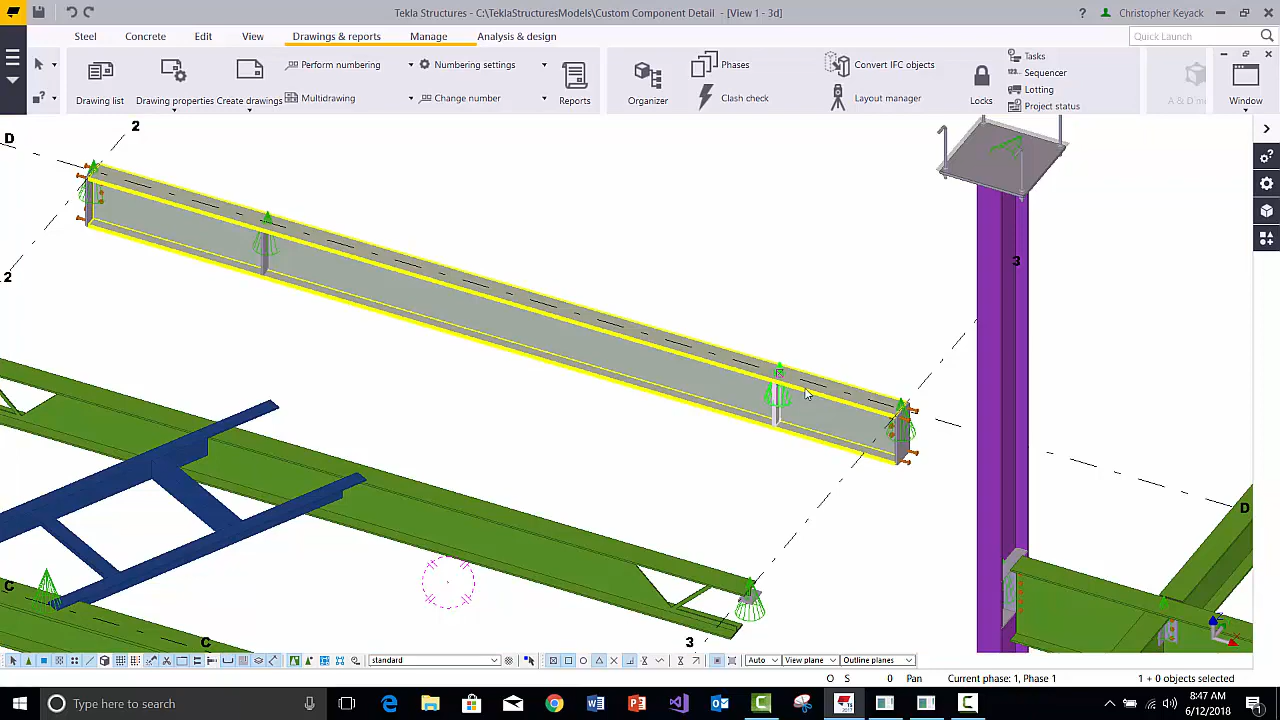 Tekla Structures - C:\TeklaStructuresModels\Custom Component Detail - [View 1 - 3d]
? Christopher Keyack
Steel Concrete Edit View Drawings & reports Manage Analysis & design Quick Launch
Perform numbering Numbering settings Phases Convert IFC objects Tasks
Sequencer
Multidrawing Change number Clash check Layout manager Lotting
Drawing list Drawing properties Create drawings Reports Organizer Locks Project status A & D m Window
2
D
3
2
D
C
C
3
standard Auto View plane Outline planes
O S 0 Pan Current phase: 1, Phase 1 1 + 0 objects selected
Type here to search
8:47 AM
6/12/2018